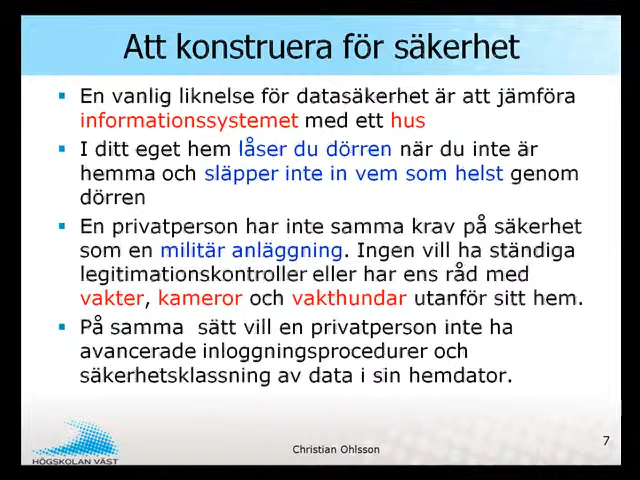 Att konstruera för säkerhet
En vanlig liknelse för datasäkerhet är att jämföra
informationssystemet med ett hus
I ditt eget hem låser du dörren när du inte är
hemma och släpper inte in vem som helst genom
dörren
En privatperson har inte samma krav på säkerhet
som en militär anläggning. Ingen vill ha ständiga
legitimationskontroller eller har ens råd med
vakter, kameror och vakthundar utanför sitt hem.
På samma sätt vill en privatperson inte ha
avancerade inloggningsprocedurer och
säkerhetsklassning av data i sin hemdator.
HÖGSKOLAN VÄST
Christian Ohlsson
7